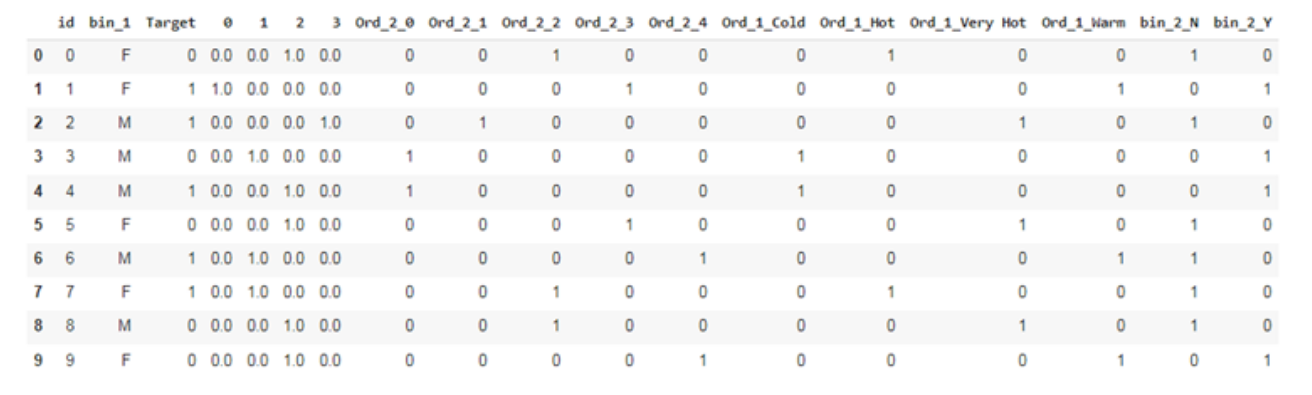 id bin_1 Target 0 1 2 3 Ord_2_0 Ord_2_1 Ord_2_2 Ord_2_3 Ord_2_4 Ord_1_Cold Ord_1_Hot Ord_1_Very Hot Ord_1_Warm bin_2_N bin_2_Y
0 0 F 0 0.0 0.0 1.0 0.0 0 0 1 0 0 0 1 0 0 1 0
1 1 F 1 1.0 0.0 0.0 0.0 0 0 0 1 0 0 0 0 1 0 1
2 2 M 1 0.0 0.0 0.0 1.0 0 1 0 0 0 0 0 1 0 1 0
3 3 M 0 0.0 1.0 0.0 0.0 1 0 0 0 0 1 0 0 0 0 1
4 4 M 1 0.0 0.0 1.0 0.0 1 0 0 0 0 1 0 0 0 0 1
5 5 F 0 0.0 0.0 1.0 0.0 0 0 0 1 0 0 0 1 0 1 0
6 6 M 1 0.0 1.0 0.0 0.0 0 0 0 0 1 0 0 0 1 1 0
7 7 F 1 0.0 1.0 0.0 0.0 0 0 1 0 0 0 1 0 0 1 0
8 8 M 0 0.0 0.0 1.0 0.0 0 0 1 0 0 0 0 1 0 1 0
9 9 F 0 0.0 0.0 1.0 0.0 0 0 0 0 1 0 0 0 1 0 1